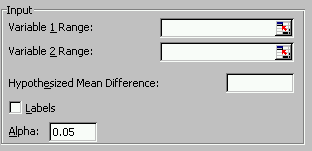 Input
Variable 1 Range:
Variable 2 Range:
Hypothesized Mean Difference:
Labels
Alpha: 0.05